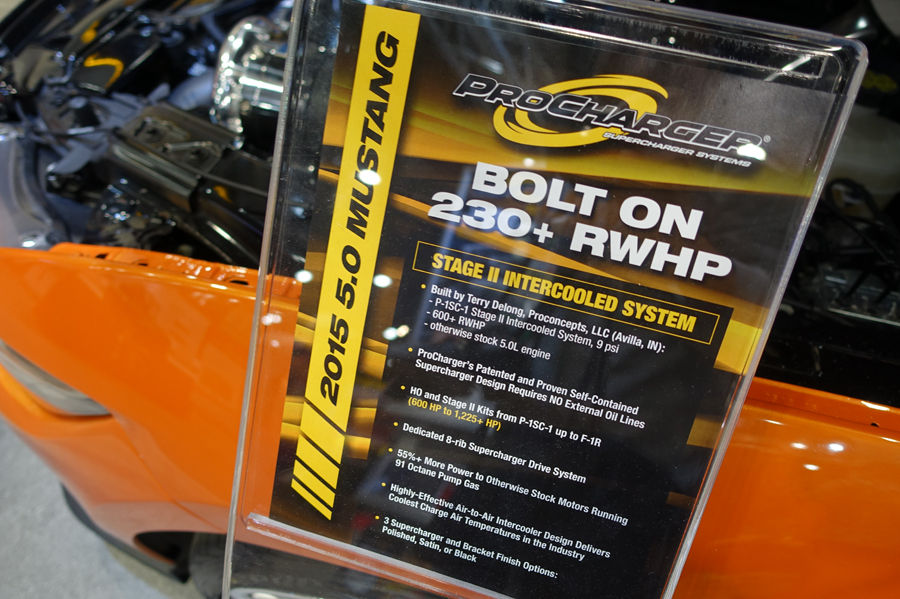 2015 5.0 MUSTANG
PROCHARGER®
SUPERCHARGER SYSTEMS
BOLT ON
230+ RWHP
STAGE II INTERCOOLED SYSTEM
• Built by Terry Delong, Proconcepts, LLC (Avilla, IN):
- P-1SC-1 Stage II Intercooled System, 9 psi
- 600+ RWHP
- otherwise stock 5.0L engine
• ProCharger's Patented and Proven Self-Contained
Supercharger Design Requires NO External Oil Lines
• HO and Stage II Kits from P-1SC-1 up to F-1R
(600 HP to 1,225+ HP)
• Dedicated 8-rib Supercharger Drive System
• 55%+ More Power to Otherwise Stock Motors Running
91 Octane Pump Gas
• Highly-Effective Air-to-Air Intercooler Design Delivers
Coolest Charge Air Temperatures in the Industry
• 3 Supercharger and Bracket Finish Options:
Polished, Satin, or Black